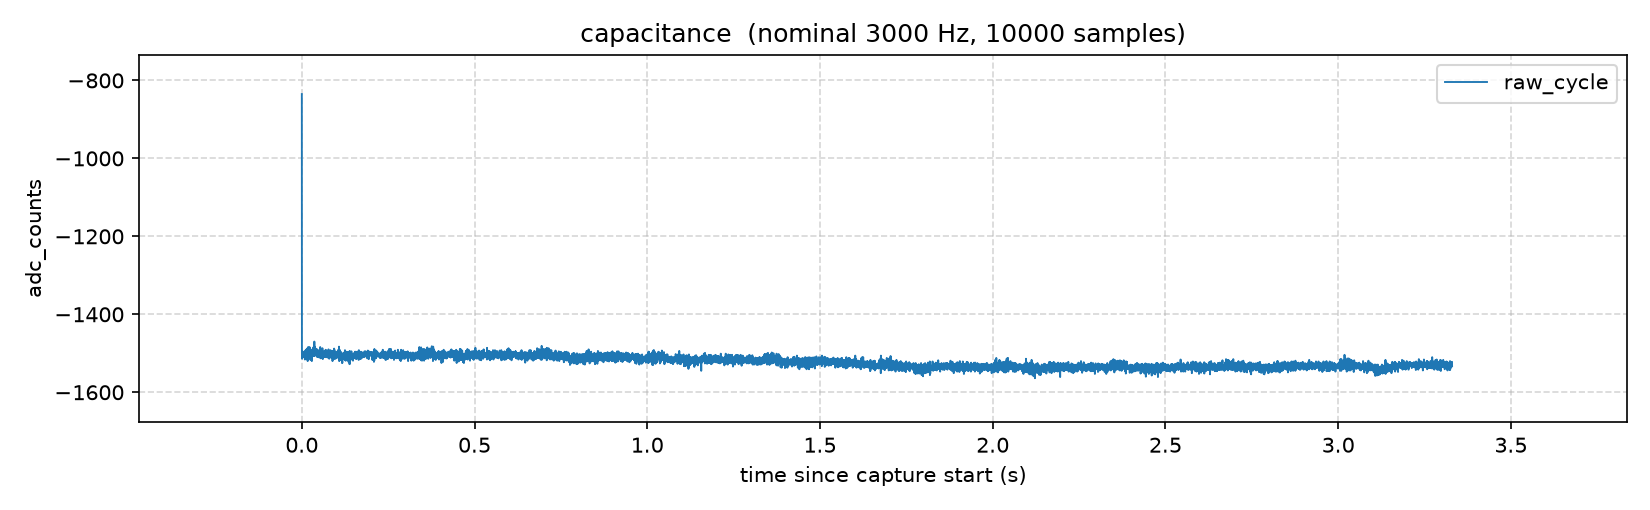 capacitance  (nominal 3000 Hz, 10000 samples)
raw_cycle
adc_counts
−800
−1000
−1200
−1400
−1600
0.0 0.5 1.0 1.5 2.0 2.5 3.0 3.5
time since capture start (s)